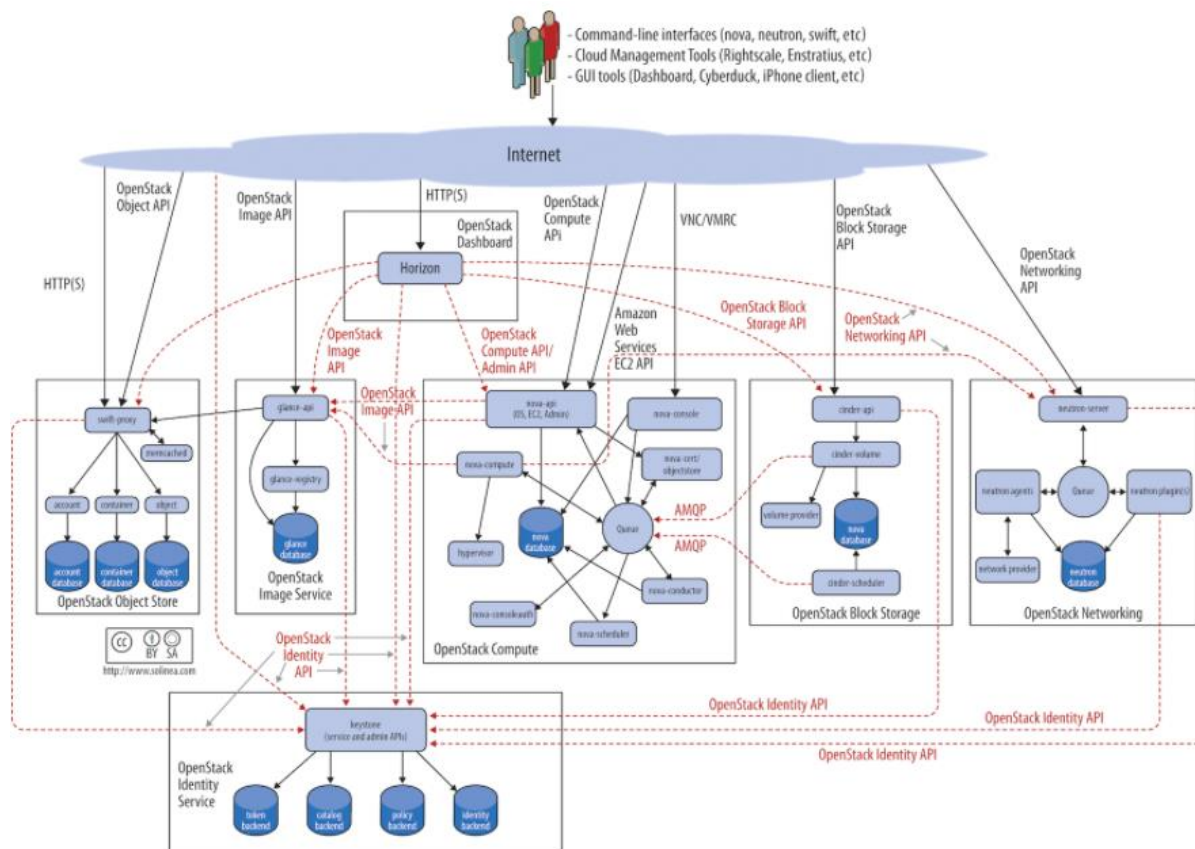 - Command-line interfaces (nova, neutron, swift, etc)
- Cloud Management Tools (Rightscale, Enstratius, etc)
- GUI tools (Dashboard, Cyberduck, iPhone client, etc)
Internet
OpenStack
Object API
OpenStack
Image API
HTTP(S)
OpenStack
Compute
APi
VNC/VMRC
OpenStack
Block Storage
API
OpenStack
Networking
API
HTTP(S)
OpenStack
Dashboard
Horizon
OpenStack
Image
API
OpenStack
Compute API/
Admin API
Amazon
Web
Services
EC2 API
OpenStack Block
Storage API
OpenStack
Networking API
OpenStack
Image API
swift-proxy
memcached
account
container
object
account
database
container
database
object
database
OpenStack Object Store
glance-api
glance-registry
glance
database
OpenStack
Image Service
nova-api
(OS, EC2, Admin)
nova-console
nova-compute
nova-cert/
objectstore
hypervisor
nova
database
Queue
nova-conductor
nova-consoleauth
nova-scheduler
OpenStack Compute
AMQP
AMQP
cinder-api
cinder-volume
volume provider
nova
database
cinder-scheduler
OpenStack Block Storage
neutron-server
neutron agents
Queue
neutron plugin(s)
network provider
neutron
database
OpenStack Networking
CC
BY SA
http://www.solinea.com
OpenStack
Identity
API
OpenStack Identity API
OpenStack Identity API
OpenStack Identity API
keystone
(service and admin APIs)
OpenStack
Identity
Service
token
backend
catalog
backend
policy
backend
identity
backend